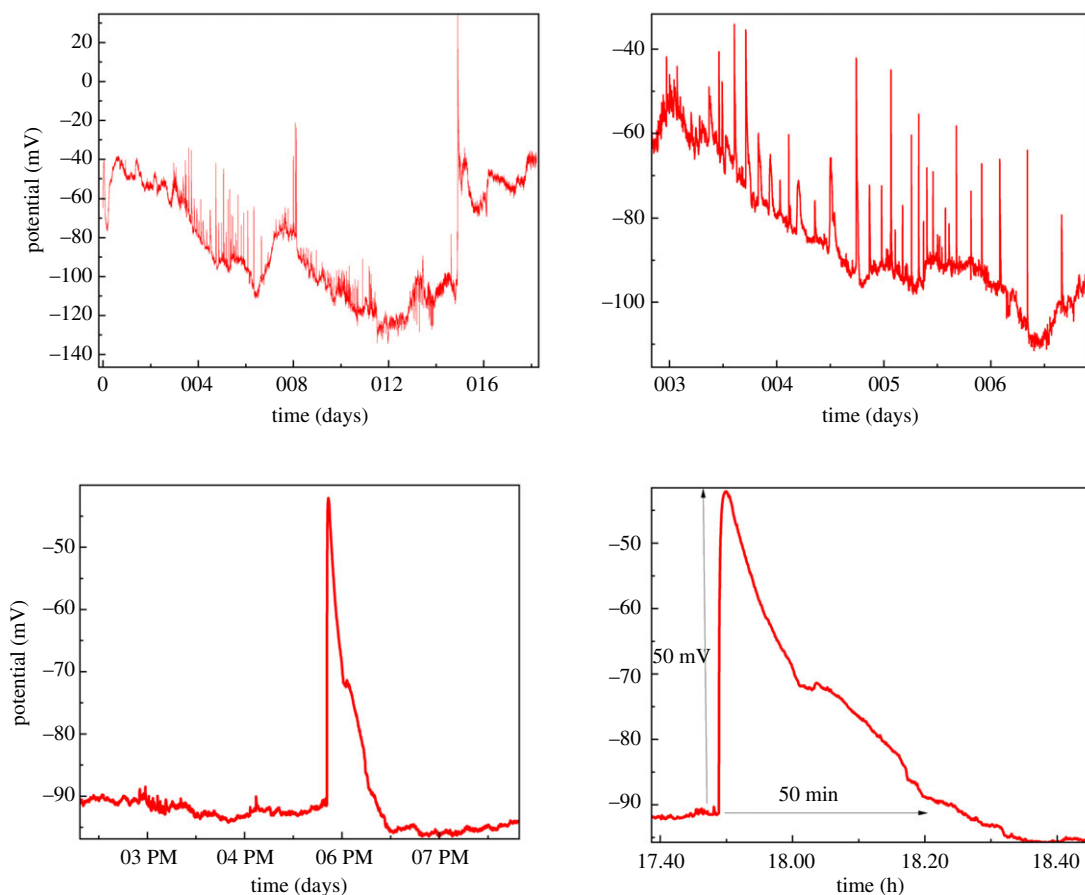 20
0
–20
–40
–60
–80
–100
–120
–140
potential (mV)
0 004 008 012 016
time (days)
–40
–60
–80
–100
003 004 005 006
time (days)
–50
–60
–70
–80
–90
potential (mV)
03 PM 04 PM 06 PM 07 PM
time (days)
–50
–60
–70
–80
–90
50 mV
50 min
17.40 18.00 18.20 18.40
time (h)